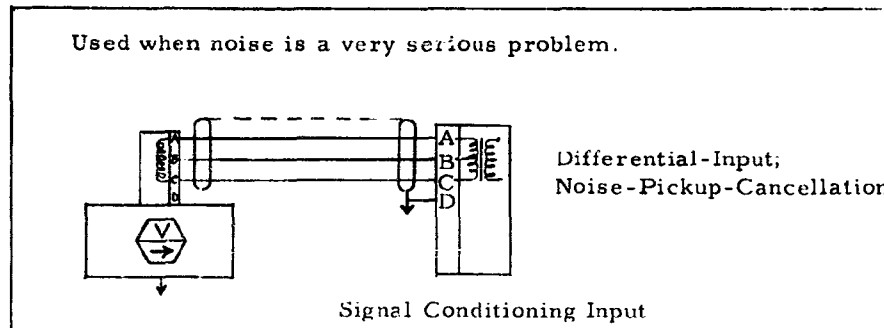 Used when noise is a very serious problem.
A
B
C
D
A
B
C
D
V
Differential-Input;
Noise-Pickup-Cancellation
Signal Conditioning Input